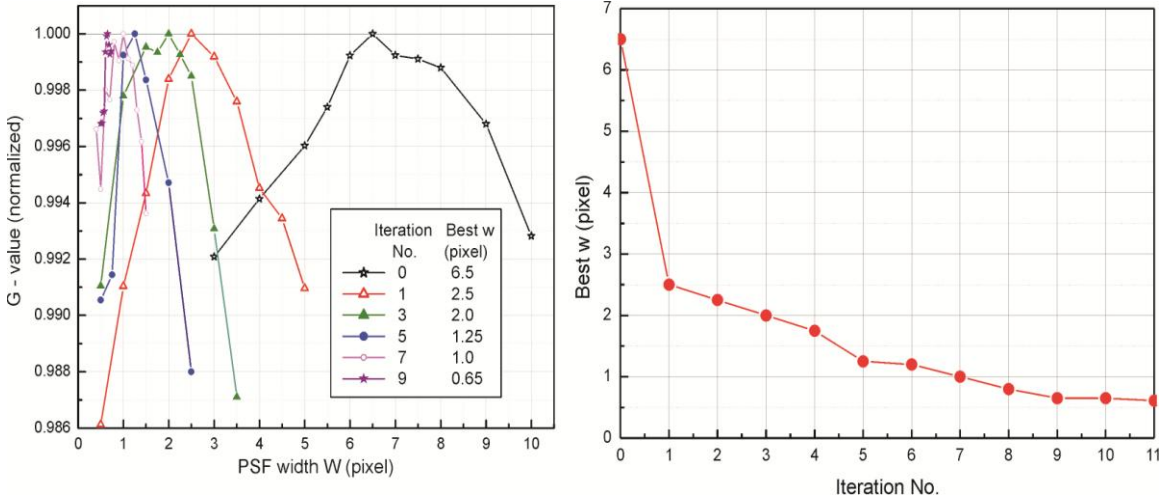 G - value (normalized)
1.000
0.998
0.996
0.994
0.992
0.990
0.988
0.986
0 1 2 3 4 5 6 7 8 9 10
PSF width W (pixel)
Iteration Best w
No. (pixel)
0 6.5
1 2.5
3 2.0
5 1.25
7 1.0
9 0.65
Best w (pixel)
7
6
5
4
3
2
1
0
0 1 2 3 4 5 6 7 8 9 10 11
Iteration No.